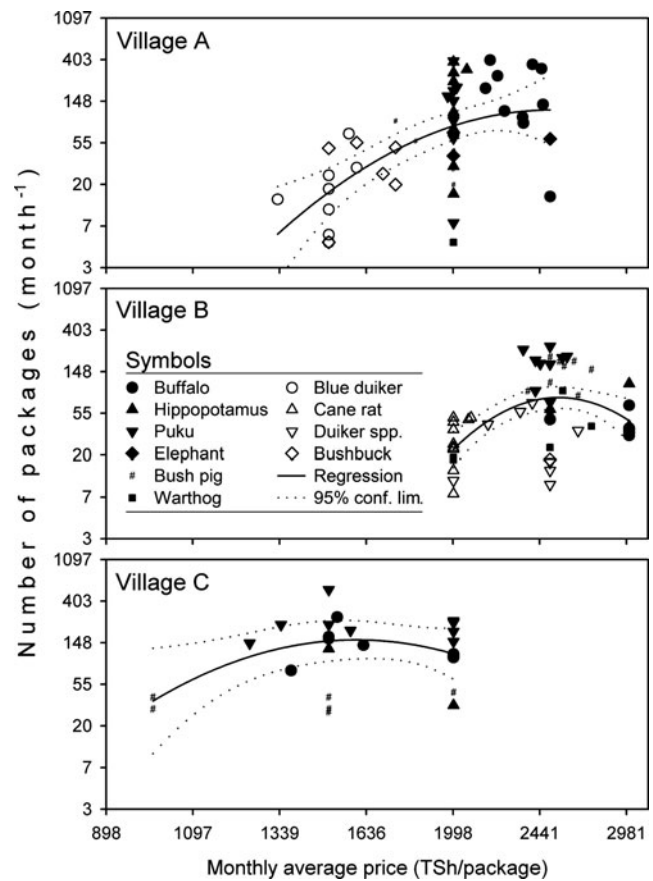 Number of packages (month⁻¹)
1097
Village A
403
148
55
20
7
3
1097
Village B
403
Symbols
148
Buffalo
Blue duiker
55
Hippopotamus
Cane rat
Puku
Duiker spp.
20
Elephant
Bushbuck
# Bush pig
Regression
7
Warthog
95% conf. lim.
3
1097
Village C
403
148
55
20
7
3
898 1097 1339 1636 1998 2441 2981
Monthly average price (TSh/package)